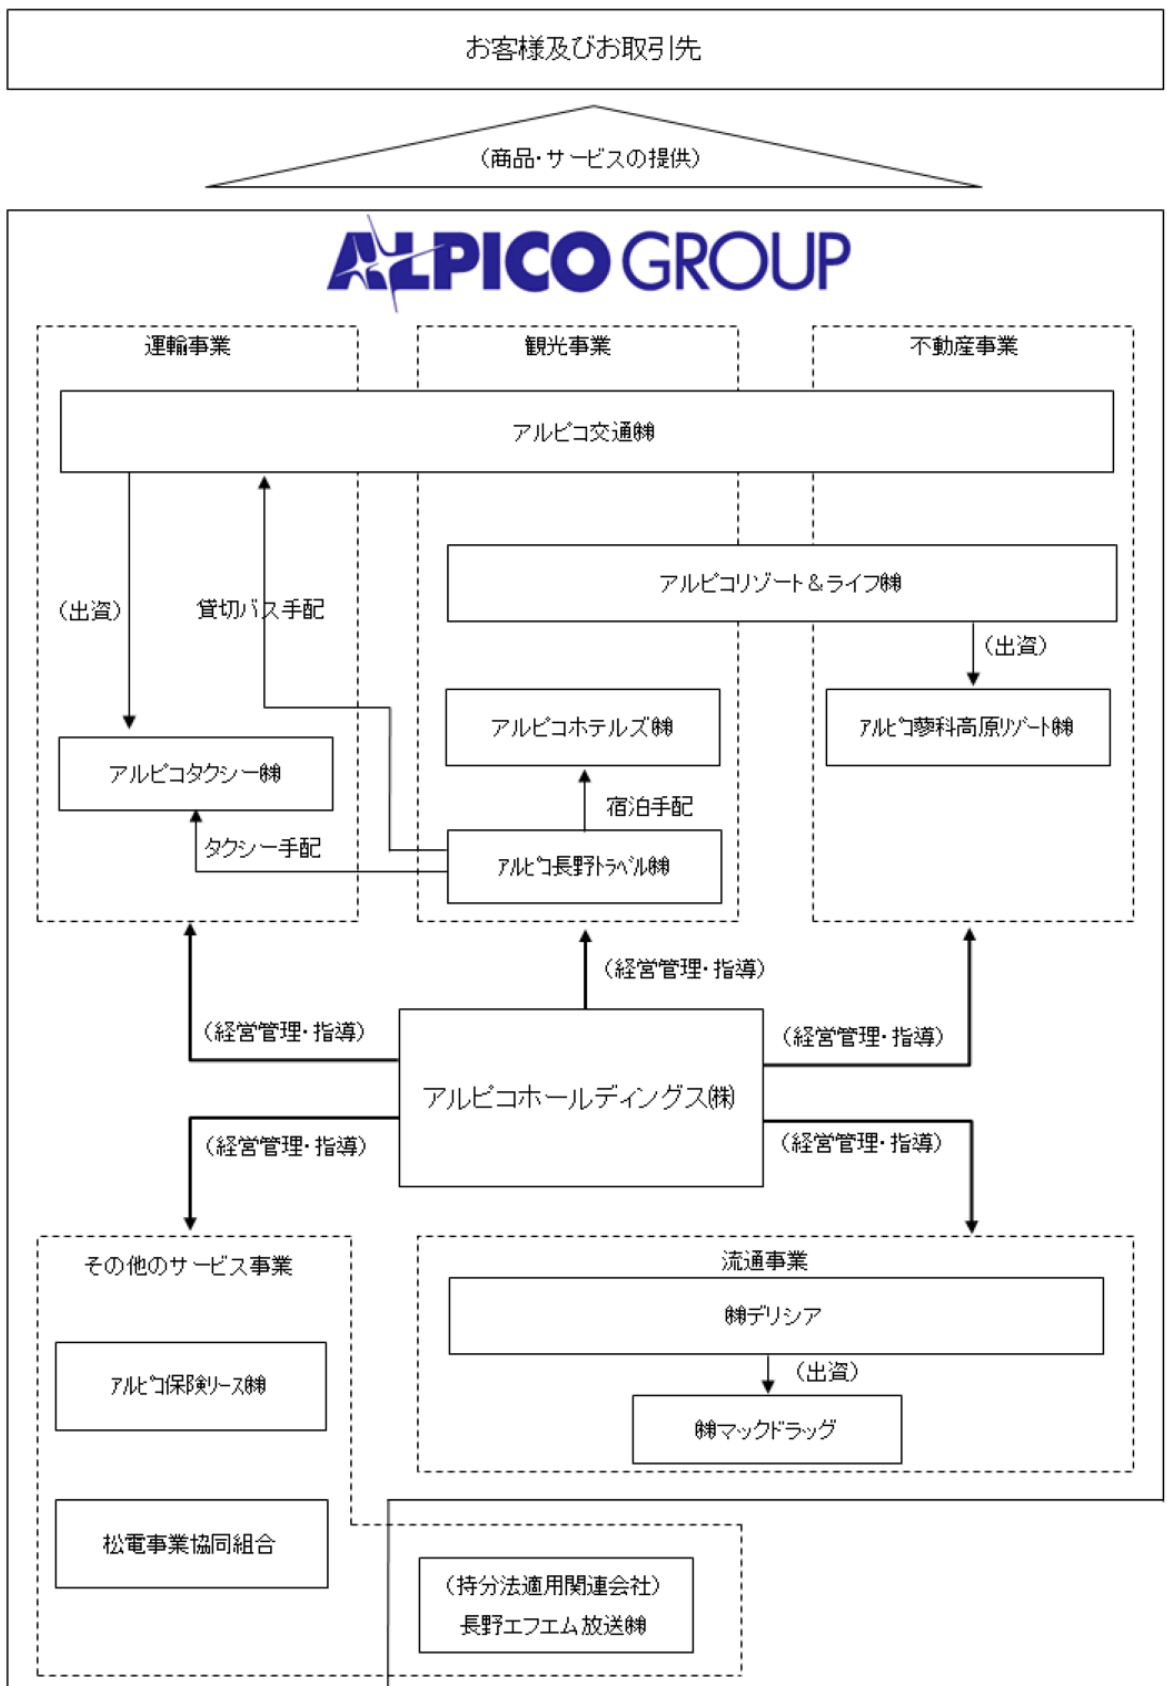 お客様及びお取引先
(商品・サービスの提供)
ALPICO GROUP
運輸事業
観光事業
不動産事業
アルピコ交通㈱
アルピコリゾート＆ライフ㈱
(出資)
貸切バス手配
(出資)
アルピコホテルズ㈱
アルピコ蓼科高原リゾート㈱
アルピコタクシー㈱
宿泊手配
タクシー手配
アルピコ長野トラベル㈱
(経営管理・指導)
(経営管理・指導)
(経営管理・指導)
アルピコホールディングス㈱
(経営管理・指導)
(経営管理・指導)
その他のサービス事業
流通事業
㈱デリシア
アルピコ保険リース㈱
(出資)
㈱マックドラッグ
松電事業協同組合
(持分法適用関連会社)
長野エフエム放送㈱